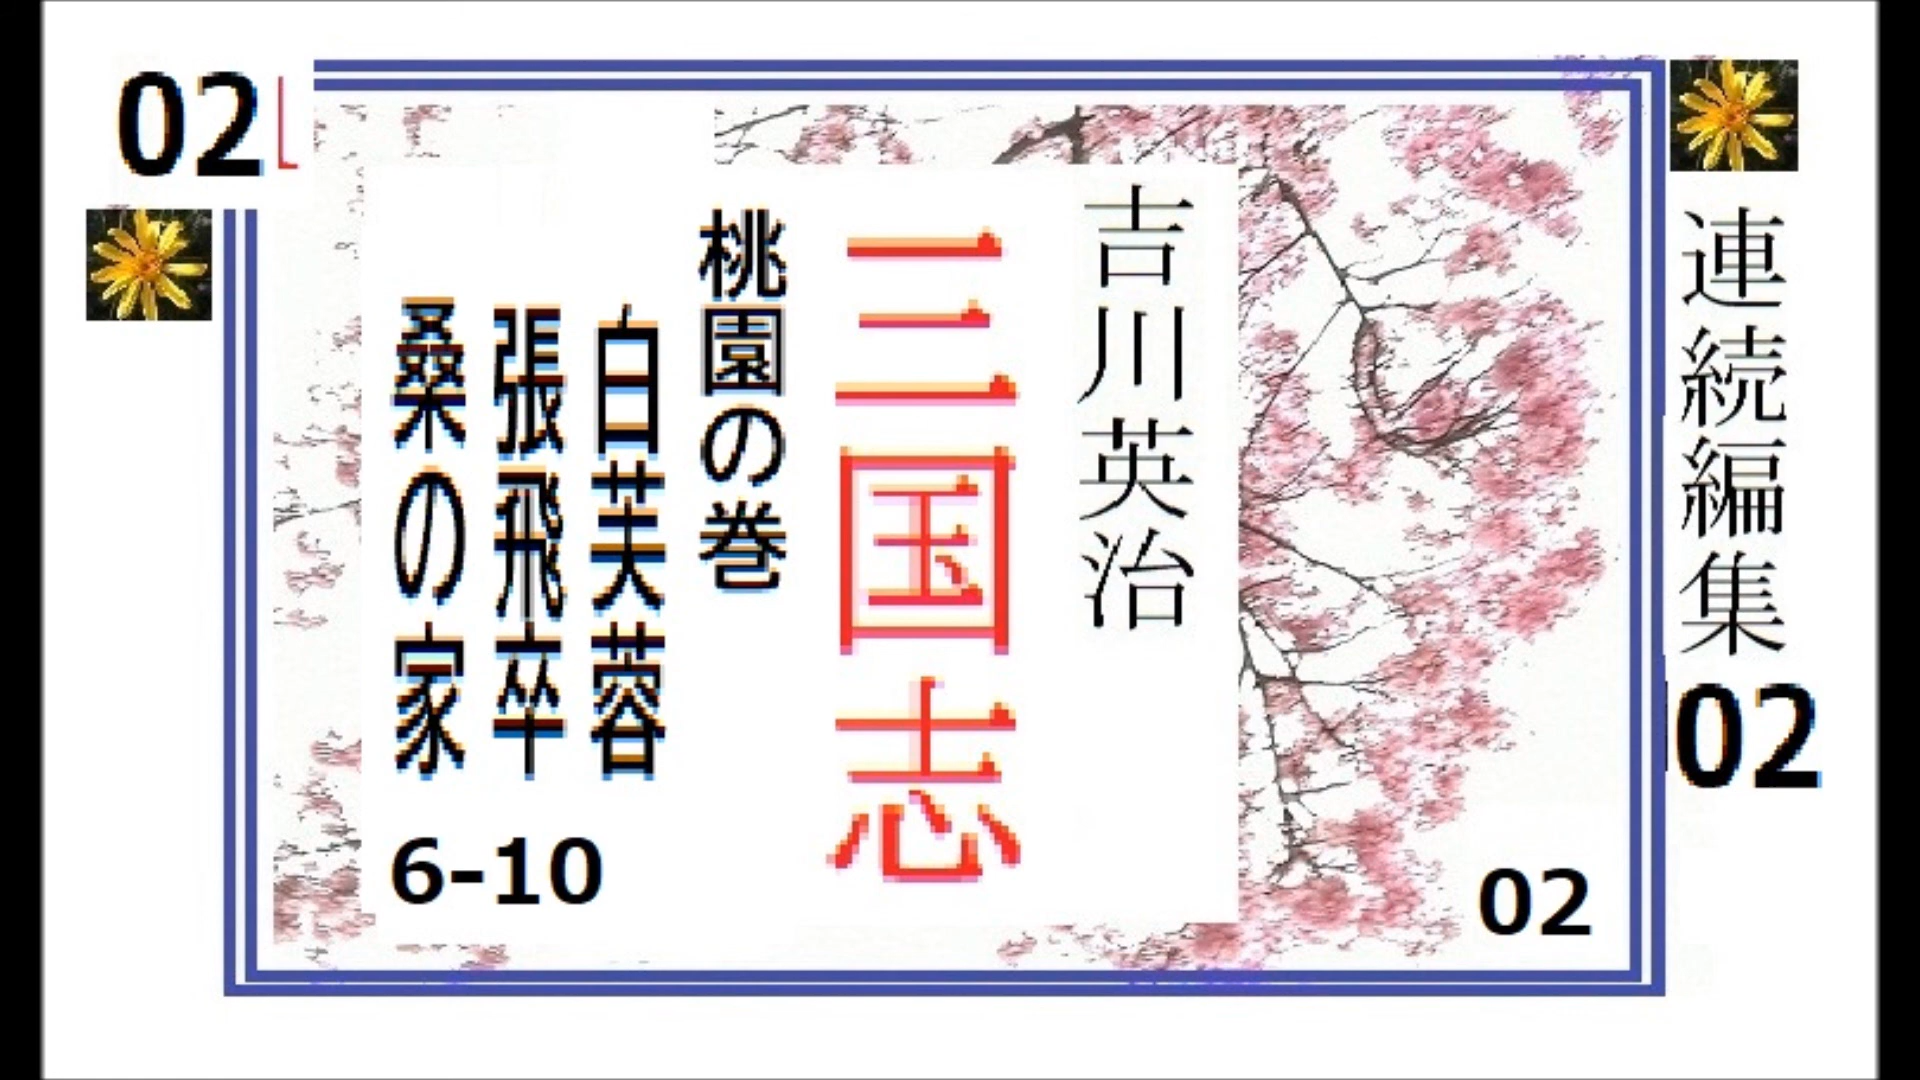 02
連続編集
02
吉川英治
三国志
桃園の巻
白芙蓉
張飛卒
桑の家
6-10
02